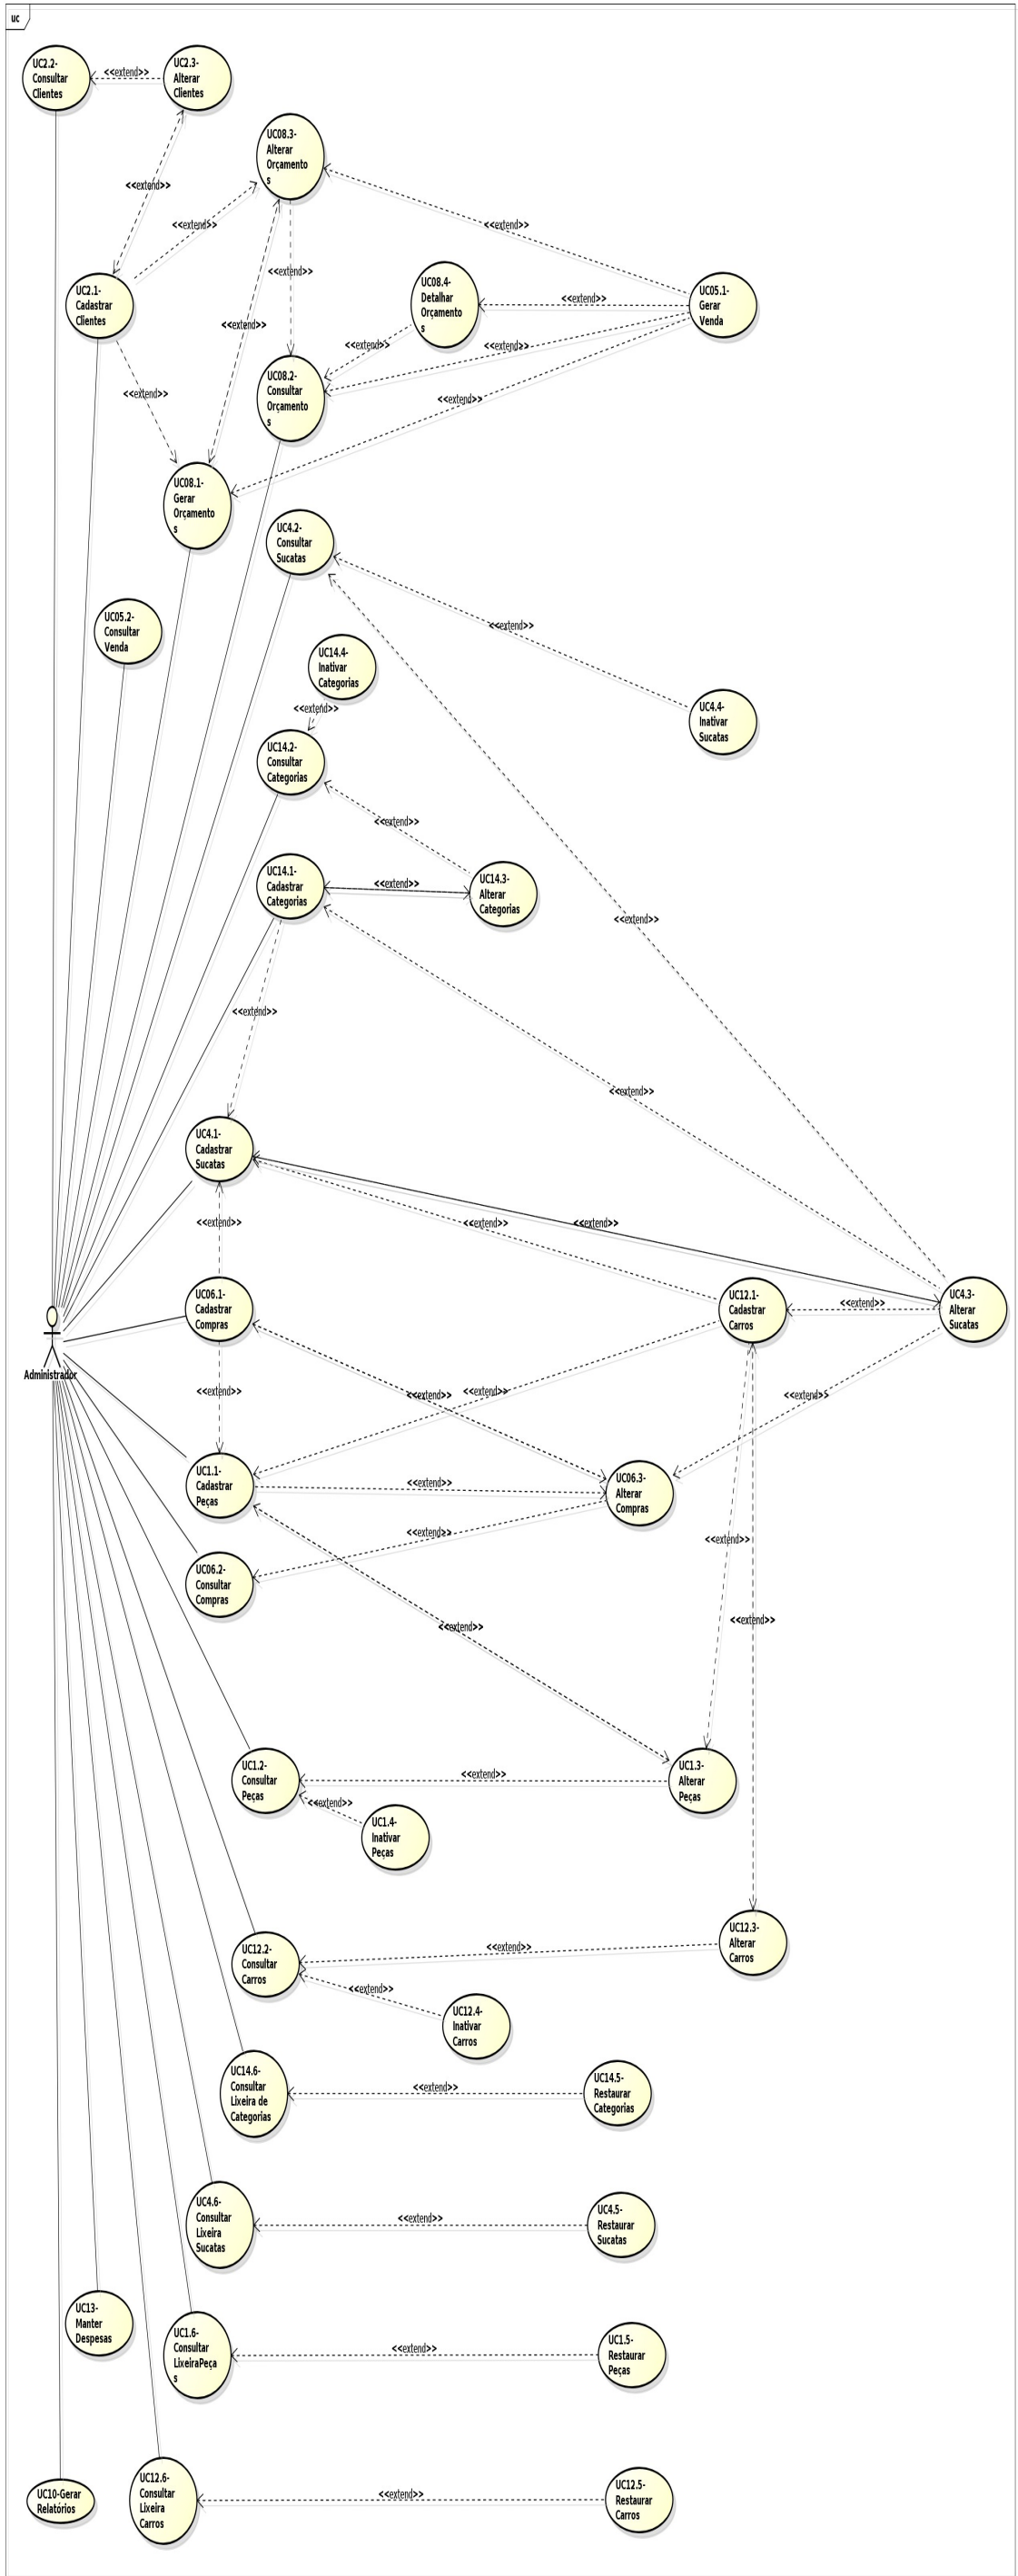 uc
UC2.2-
Consultar
Clientes
<<extend>>
UC2.3-
Alterar
Clientes
UC08.3-
Alterar
Orçamento
s
<<extend>>
<<extend>>
<<extend>>
<<extend>>
UC2.1-
Cadastrar
Clientes
UC08.4-
Detalhar
Orçamento
s
<<extend>>
UC05.1-
Gerar
Venda
<<extend>>
<<extend>>
<<extend>>
UC08.2-
Consultar
Orçamento
s
<<extend>>
<<extend>>
UC08.1-
Gerar
Orçamento
s
UC4.2-
Consultar
Sucatas
UC05.2-
Consultar
Venda
<<extend>>
UC14.4-
Inativar
Categorias
<<extend>>
UC4.4-
Inativar
Sucatas
UC14.2-
Consultar
Categorias
<<extend>>
UC14.1-
Cadastrar
Categorias
<<extend>>
UC14.3-
Alterar
Categorias
<<extend>>
<<extend>>
<<extend>>
UC4.1-
Cadastrar
Sucatas
<<extend>>
<<extend>>
<<extend>>
UC06.1-
Cadastrar
Compras
UC12.1-
Cadastrar
Carros
<<extend>>
UC4.3-
Alterar
Sucatas
Administrador
<<extend>>
<<extend>>
<<extend>>
<<extend>>
UC1.1-
Cadastrar
Peças
<<extend>>
UC06.3-
Alterar
Compras
<<extend>>
<<extend>>
UC06.2-
Consultar
Compras
<<extend>>
<<extend>>
UC1.2-
Consultar
Peças
<<extend>>
UC1.3-
Alterar
Peças
<<extend>>
UC1.4-
Inativar
Peças
UC12.2-
Consultar
Carros
<<extend>>
UC12.3-
Alterar
Carros
<<extend>>
UC12.4-
Inativar
Carros
UC14.6-
Consultar
Lixeira de
Categorias
<<extend>>
UC14.5-
Restaurar
Categorias
UC4.6-
Consultar
Lixeira
Sucatas
<<extend>>
UC4.5-
Restaurar
Sucatas
UC13-
Manter
Despesas
UC1.6-
Consultar
LixeiraPeça
s
<<extend>>
UC1.5-
Restaurar
Peças
UC10-Gerar
Relatórios
UC12.6-
Consultar
Lixeira
Carros
<<extend>>
UC12.5-
Restaurar
Carros